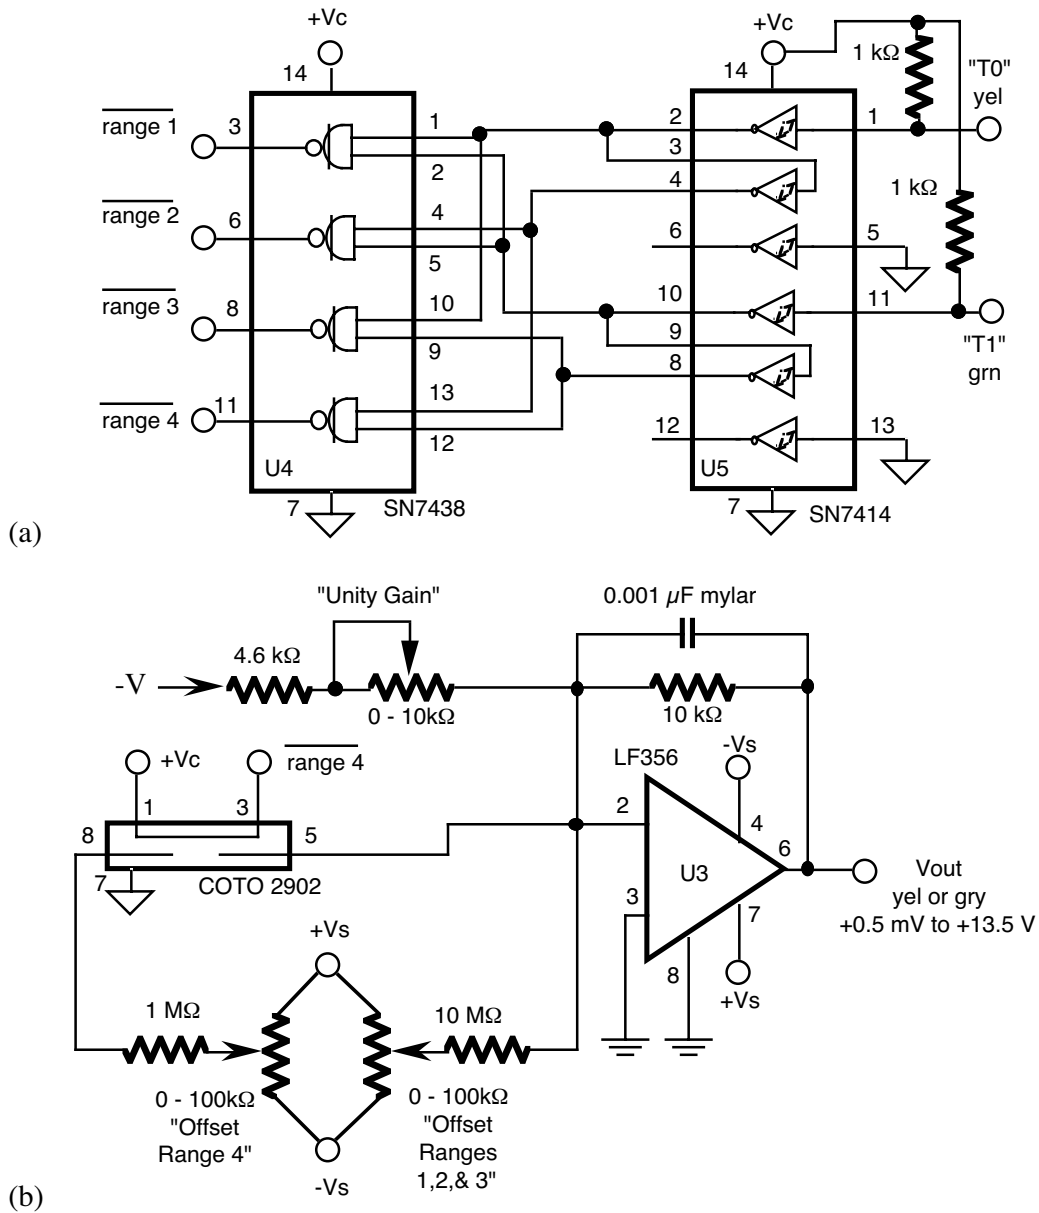 +Vc
14
range 1
3
1
2
range 2
6
4
5
range 3
8
10
9
range 4
11
13
12
U4
7
SN7438
+Vc
14
1 kΩ
"T0"
yel
2
1
3
4
1 kΩ
6
5
10
11
9
8
"T1"
grn
12
13
U5
7
SN7414
(a)
"Unity Gain"
0.001 µF mylar
4.6 kΩ
-V
0 - 10kΩ
10 kΩ
+Vc
range 4
1
3
8
5
7
COTO 2902
LF356
-Vs
2
4
6
U3
3
7
8
+Vs
Vout
yel or gry
+0.5 mV to +13.5 V
+Vs
1 MΩ
10 MΩ
0 - 100kΩ
"Offset
Range 4"
0 - 100kΩ
"Offset
Ranges
1,2,& 3"
-Vs
(b)